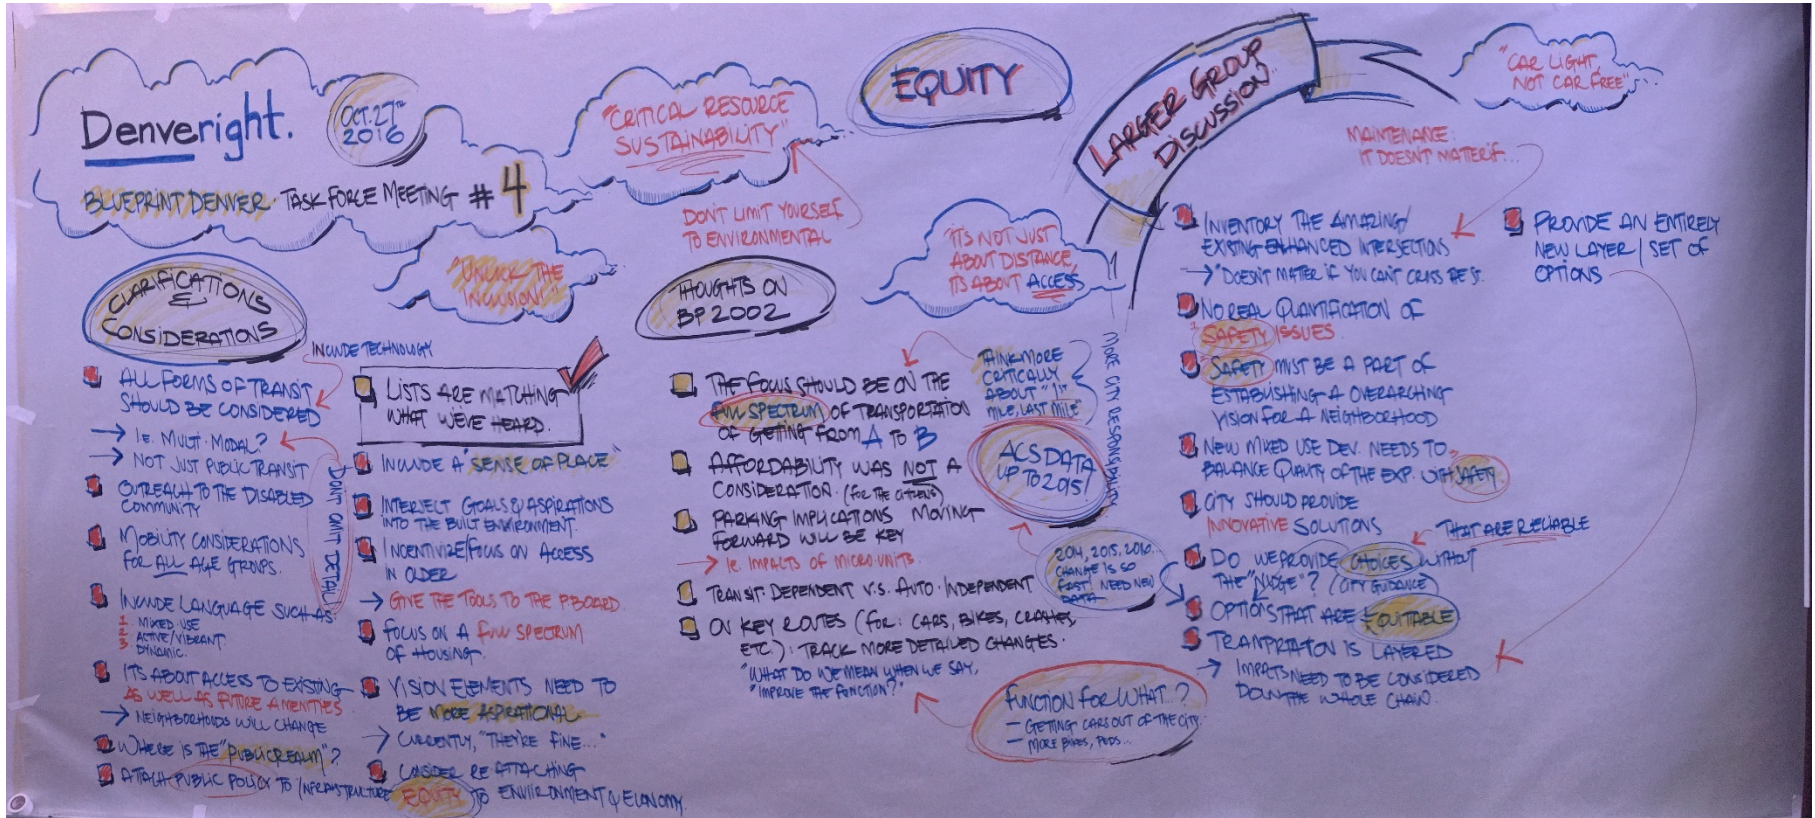 Denveright.
OCT. 27TH
2016
BLUEPRINT DENVER TASK FORCE MEETING #4
"CRITICAL RESOURCE
SUSTAINABILITY"
DON'T LIMIT YOURSELF
TO ENVIRONMENTAL
EQUITY
"UNLOCK THE
INCLUSION!"
CLARIFICATIONS
&
CONSIDERATIONS
INCLUDE TECHNOLOGY
ALL FORMS OF TRANSIT
SHOULD BE CONSIDERED
→ IE. MULTI-MODAL?
→ NOT JUST PUBLIC TRANSIT
OUTREACH TO THE DISABLED
COMMUNITY
MOBILITY CONSIDERATIONS
FOR ALL AGE GROUPS.
DON'T OMIT DETAIL
INCLUDE LANGUAGE SUCH AS:
1. MIXED-USE
2. ACTIVE/VIBRANT
3. DYNAMIC.
ITS ABOUT ACCESS TO EXISTING
AS WELL AS FUTURE AMENITIES
→ NEIGHBORHOODS WILL CHANGE
WHERE IS THE "PUBLIC REALM"?
ATTACH PUBLIC POLICY TO INFRASTRUCTURE
LISTS ARE MATCHING
WHAT WE'VE HEARD.
INCLUDE A "SENSE OF PLACE"
INTERJECT GOALS & ASPIRATIONS
INTO THE BUILT ENVIRONMENT.
INCENTIVIZE/FOCUS ON ACCESS
IN OLDER
→ GIVE THE TOOLS TO THE P.BOARD.
FOCUS ON A FULL SPECTRUM
OF HOUSING.
VISION ELEMENTS NEED TO
BE MORE ASPIRATIONAL
→ CURRENTLY, "THEY'RE FINE..."
CONSIDER RE ATTACHING
EQUITY TO ENVIRONMENT & ECONOMY.
THOUGHTS ON
BP 2002
THE FOCUS SHOULD BE ON THE
FULL SPECTRUM OF TRANSPORTATION
OF GETTING FROM A TO B
AFFORDABILITY WAS NOT A
CONSIDERATION. (FOR THE CITIZENS)
PARKING IMPLICATIONS MOVING
FORWARD WILL BE KEY
→ IE. IMPACTS OF MICRO-UNITS.
TRANSIT-DEPENDENT V.S. AUTO-INDEPENDENT
ON KEY ROUTES (FOR: CARS, BIKES, CRASHES,
ETC.): TRACK MORE DETAILED CHANGES.
"WHAT DO WE MEAN WHEN WE SAY,
"IMPROVE THE FUNCTION?"
FUNCTION FOR WHAT..?
- GETTING CARS OUT OF THE CITY.
- MORE BIKES, PEDS...
"IT'S NOT JUST
ABOUT DISTANCE,
ITS ABOUT ACCESS
THINK MORE
CRITICALLY
ABOUT "1ST
MILE, LAST MILE"
MORE CITY RESPONSIBILITY!
ACS DATA
UP TO 2015!
2014, 2015, 2016...
CHANGE IS SO
FAST! NEED NEW
DATA
LARGER GROUP
DISCUSSION
"CAR LIGHT,
NOT CAR FREE"
MAINTENANCE:
IT DOESN'T MATTER IF...
INVENTORY THE AMAZING/
EXISTING ENHANCED INTERSECTIONS
→ "DOESN'T MATTER IF YOU CAN'T CROSS THE ST.
NO REAL QUANTIFICATION OF
SAFETY ISSUES
SAFETY MUST BE A PART OF
ESTABLISHING A OVERARCHING
VISION FOR A NEIGHBORHOOD
NEW MIXED USE DEV. NEEDS TO
BALANCE QUALITY OF THE EXP. WITH SAFETY.
CITY SHOULD PROVIDE
INNOVATIVE SOLUTIONS
THAT ARE RELIABLE
DO WE PROVIDE CHOICES WITHOUT
THE "NUDGE"? (CITY GUIDANCE)
OPTIONS THAT ARE EQUITABLE
TRANPRTATON IS LAYERED
→ IMPACTS NEED TO BE CONSIDERED
DOWN THE WHOLE CHAIN.
PROVIDE AN ENTIRELY
NEW LAYER/SET OF
OPTIONS